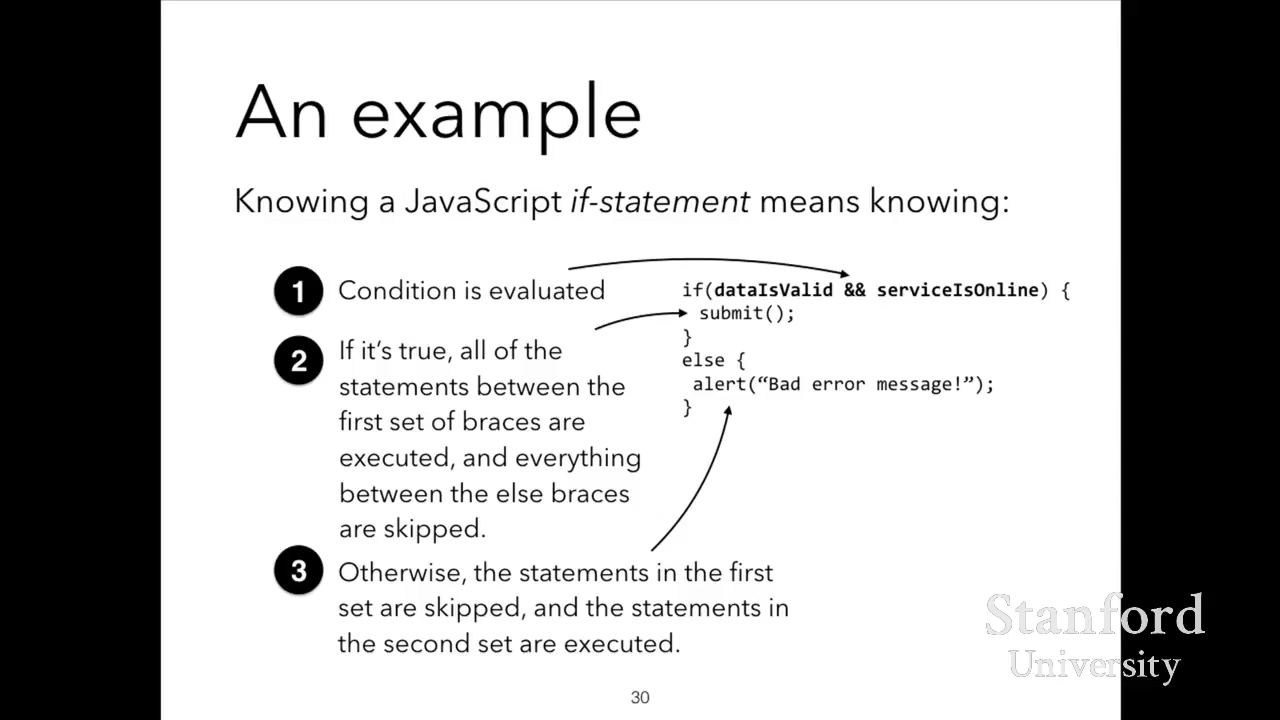 An example
Knowing a JavaScript if-statement means knowing:
1
Condition is evaluated
2
If it’s true, all of the
statements between the
first set of braces are
executed, and everything
between the else braces
are skipped.
3
Otherwise, the statements in the first
set are skipped, and the statements in
the second set are executed.
if(dataIsValid && serviceIsOnline) {
submit();
}
else {
alert(“Bad error message!”);
}
Stanford
University
30